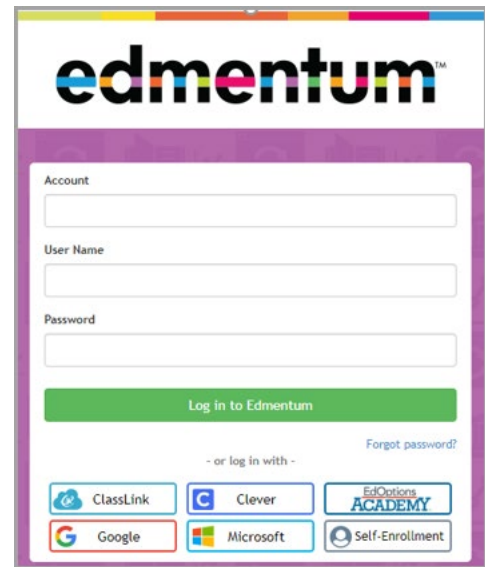 edmentum™
Account
User Name
Password
Log in to Edmentum
Forgot password?
- or log in with -
ClassLink
Clever
EdOptions
ACADEMY
Google
Microsoft
Self-Enrollment